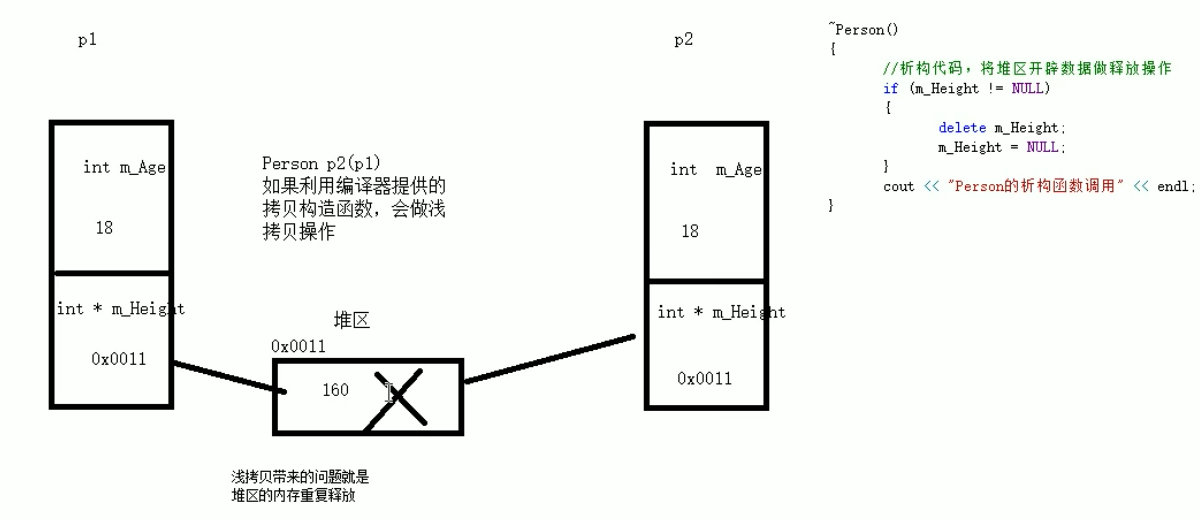 p1
p2
int m_Age
18
int * m_Height
0x0011
Person p2(p1)
如果利用编译器提供的
拷贝构造函数，会做浅
拷贝操作
堆区
0x0011
160
浅拷贝带来的问题就是
堆区的内存重复释放
int m_Age
18
int * m_Height
0x0011
~Person()
{
//析构代码，将堆区开辟数据做释放操作
if (m_Height != NULL)
{
delete m_Height;
m_Height = NULL;
}
cout << "Person的析构函数调用" << endl;
}